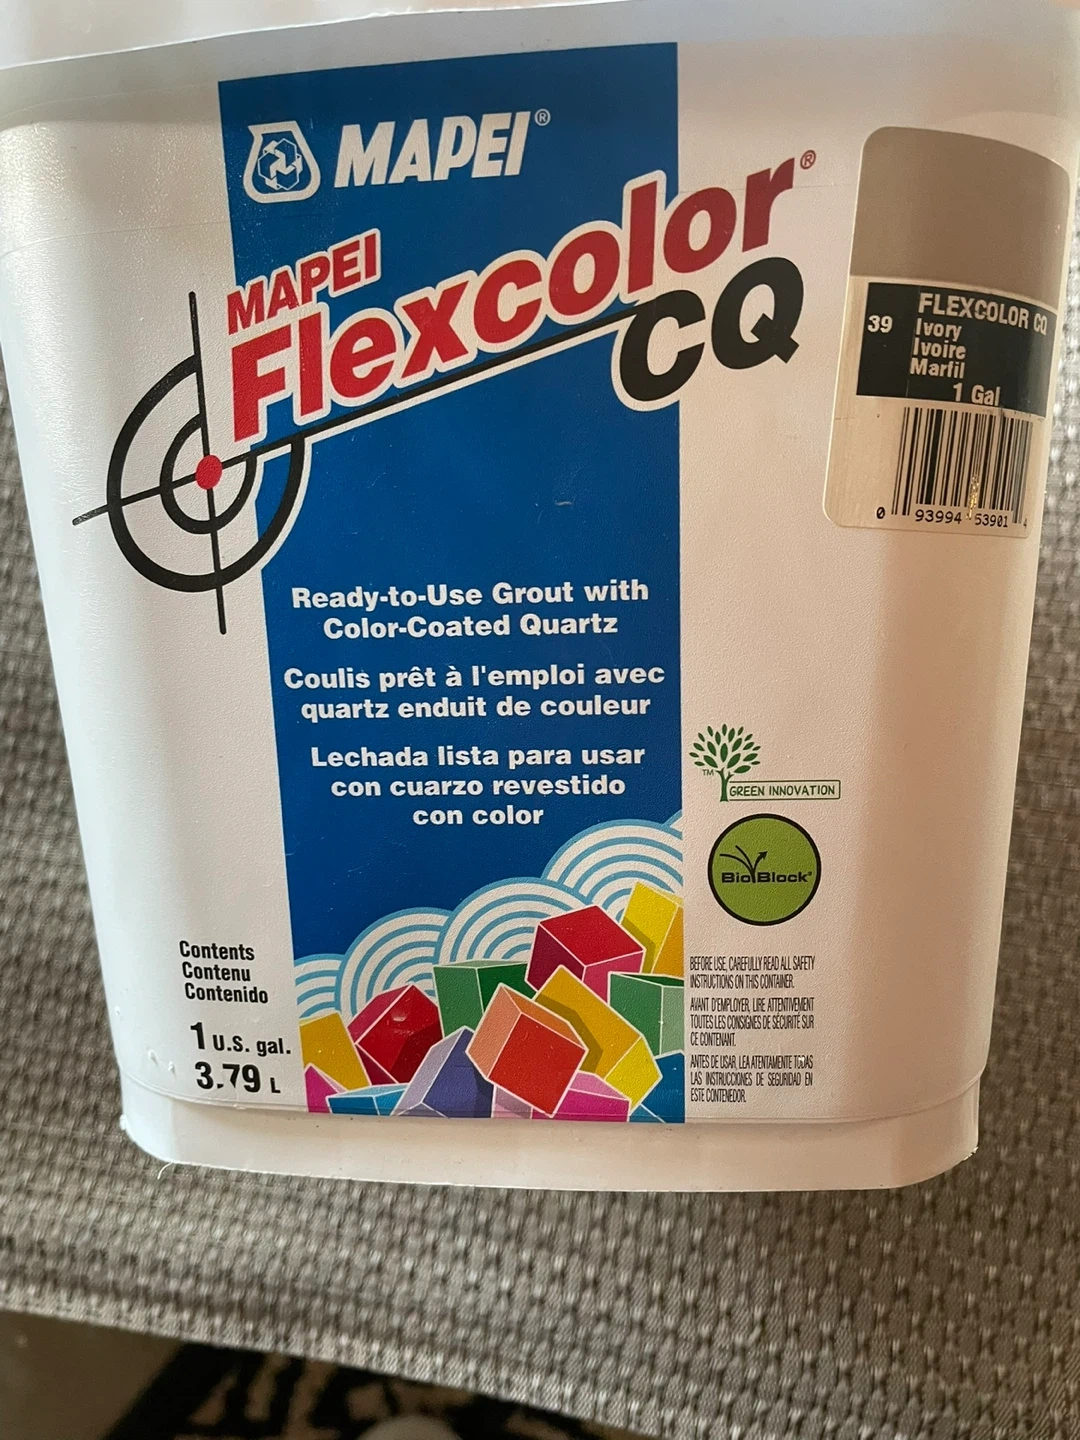 MAPEI®
MAPEI
Flexcolor®
CQ
39
FLEXCOLOR CQ
Ivory
Ivoire
Marfil
1 Gal
0 93994 53901 4
Ready-to-Use Grout with
Color-Coated Quartz
Coulis prêt à l'emploi avec
quartz enduit de couleur
Lechada lista para usar
con cuarzo revestido
con color
TM
GREEN INNOVATION
BioBlock®
Contents
Contenu
Contenido
1 U.S. gal.
3.79 L
BEFORE USE, CAREFULLY READ ALL SAFETY
INSTRUCTIONS ON THIS CONTAINER.
AVANT D'EMPLOYER, LIRE ATTENTIVEMENT
TOUTES LES CONSIGNES DE SÉCURITÉ SUR
CE CONTENANT.
ANTES DE USAR, LEA ATENTAMENTE TODAS
LAS INSTRUCCIONES DE SEGURIDAD EN
ESTE CONTENEDOR.